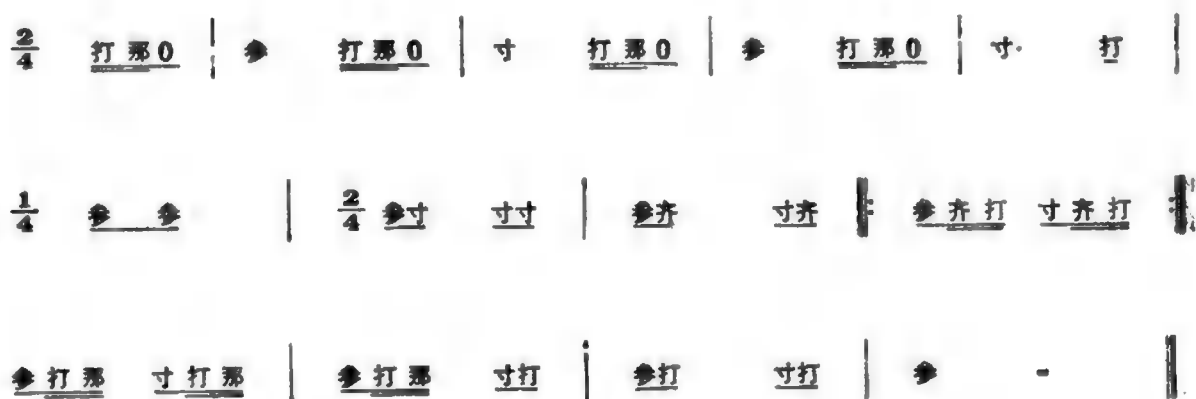 2/4 打那0 | 参 打那0 | 寸 打那0 | 参 打那0 | 寸· 打 |
1/4 参 参 | 2/4 参寸 寸寸 | 参齐 寸齐 ‖: 参齐打 寸齐打 :‖
参打那 寸打那 | 参打那 寸打 | 参打 寸打 | 参 - ‖